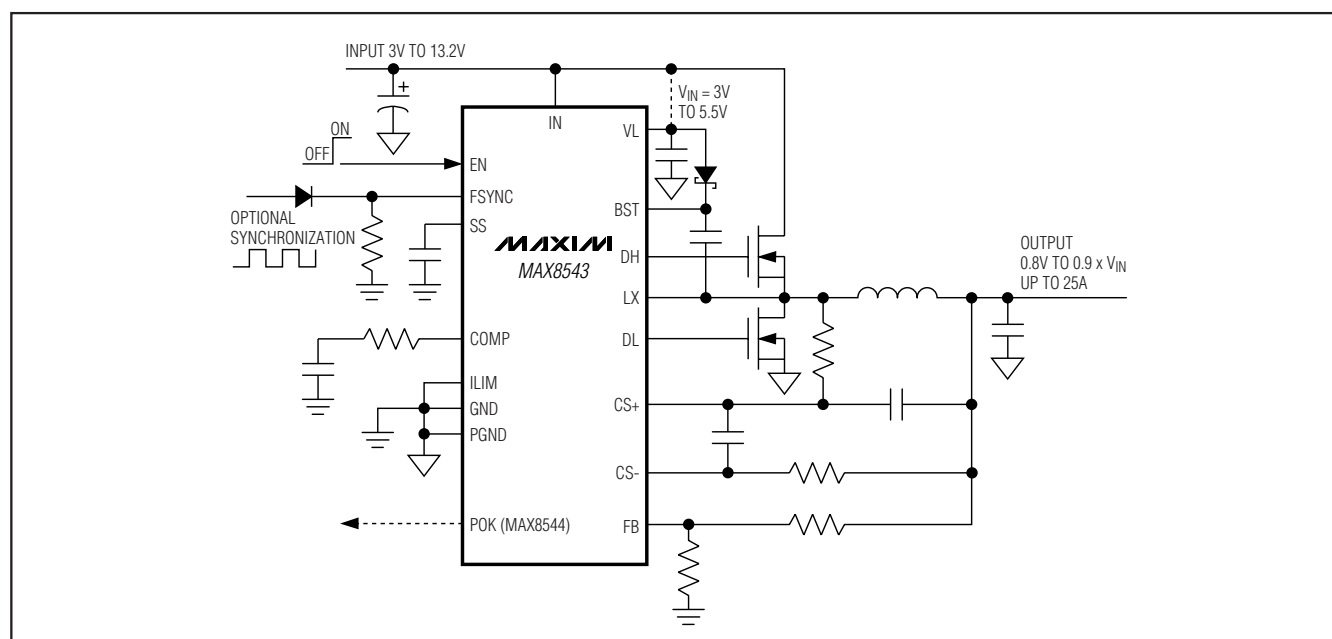 INPUT 3V TO 13.2V
+
VIN = 3V
TO 5.5V
IN
VL
ON
OFF
EN
FSYNC
OPTIONAL
SYNCHRONIZATION
SS
BST
MAXIM
MAX8543
DH
LX
OUTPUT
0.8V TO 0.9 x VIN
UP TO 25A
COMP
DL
ILIM
GND
PGND
CS+
CS-
POK (MAX8544)
FB